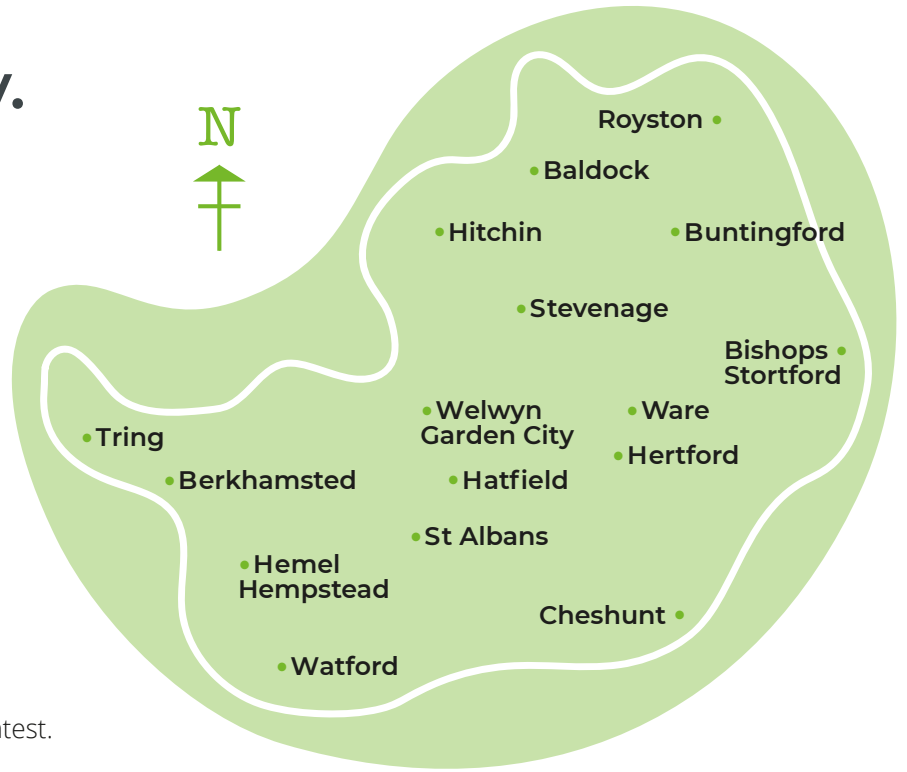 y.
N
Royston
Baldock
Hitchin
Buntingford
Stevenage
Bishops
Stortford
Welwyn
Garden City
Ware
Tring
Hertford
Berkhamsted
Hatfield
St Albans
Hemel
Hempstead
Cheshunt
Watford